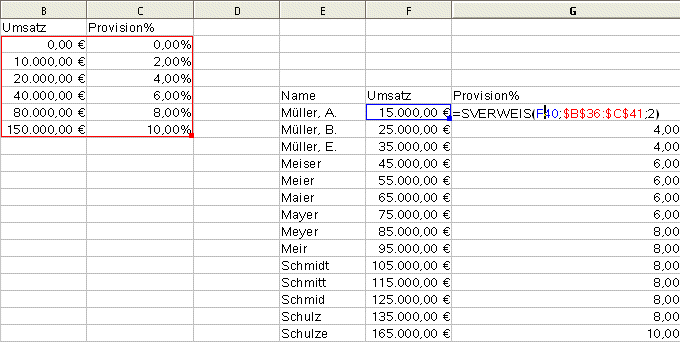 B C D E F G
Umsatz Provision%
0,00 € 0,00%
10.000,00 € 2,00%
20.000,00 € 4,00%
40.000,00 € 6,00%
Name Umsatz Provision%
80.000,00 € 8,00% Müller, A. 15.000,00 € =SVERWEIS(F40;$B$36:$C$41;2)
150.000,00 € 10,00% Müller, B. 25.000,00 € 4,00
Müller, E. 35.000,00 € 4,00
Meiser 45.000,00 € 6,00
Meier 55.000,00 € 6,00
Maier 65.000,00 € 6,00
Mayer 75.000,00 € 6,00
Meyer 85.000,00 € 8,00
Meir 95.000,00 € 8,00
Schmidt 105.000,00 € 8,00
Schmitt 115.000,00 € 8,00
Schmid 125.000,00 € 8,00
Schulz 135.000,00 € 8,00
Schulze 165.000,00 € 10,00